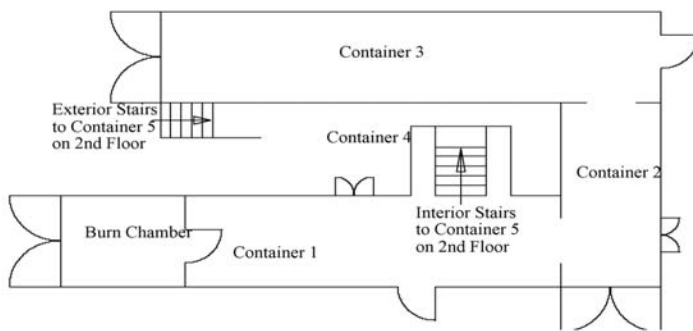 Container 3
Exterior Stairs
to Container 5
on 2nd Floor
Container 4
Container 2
Burn Chamber
Container 1
Interior Stairs
to Container 5
on 2nd Floor